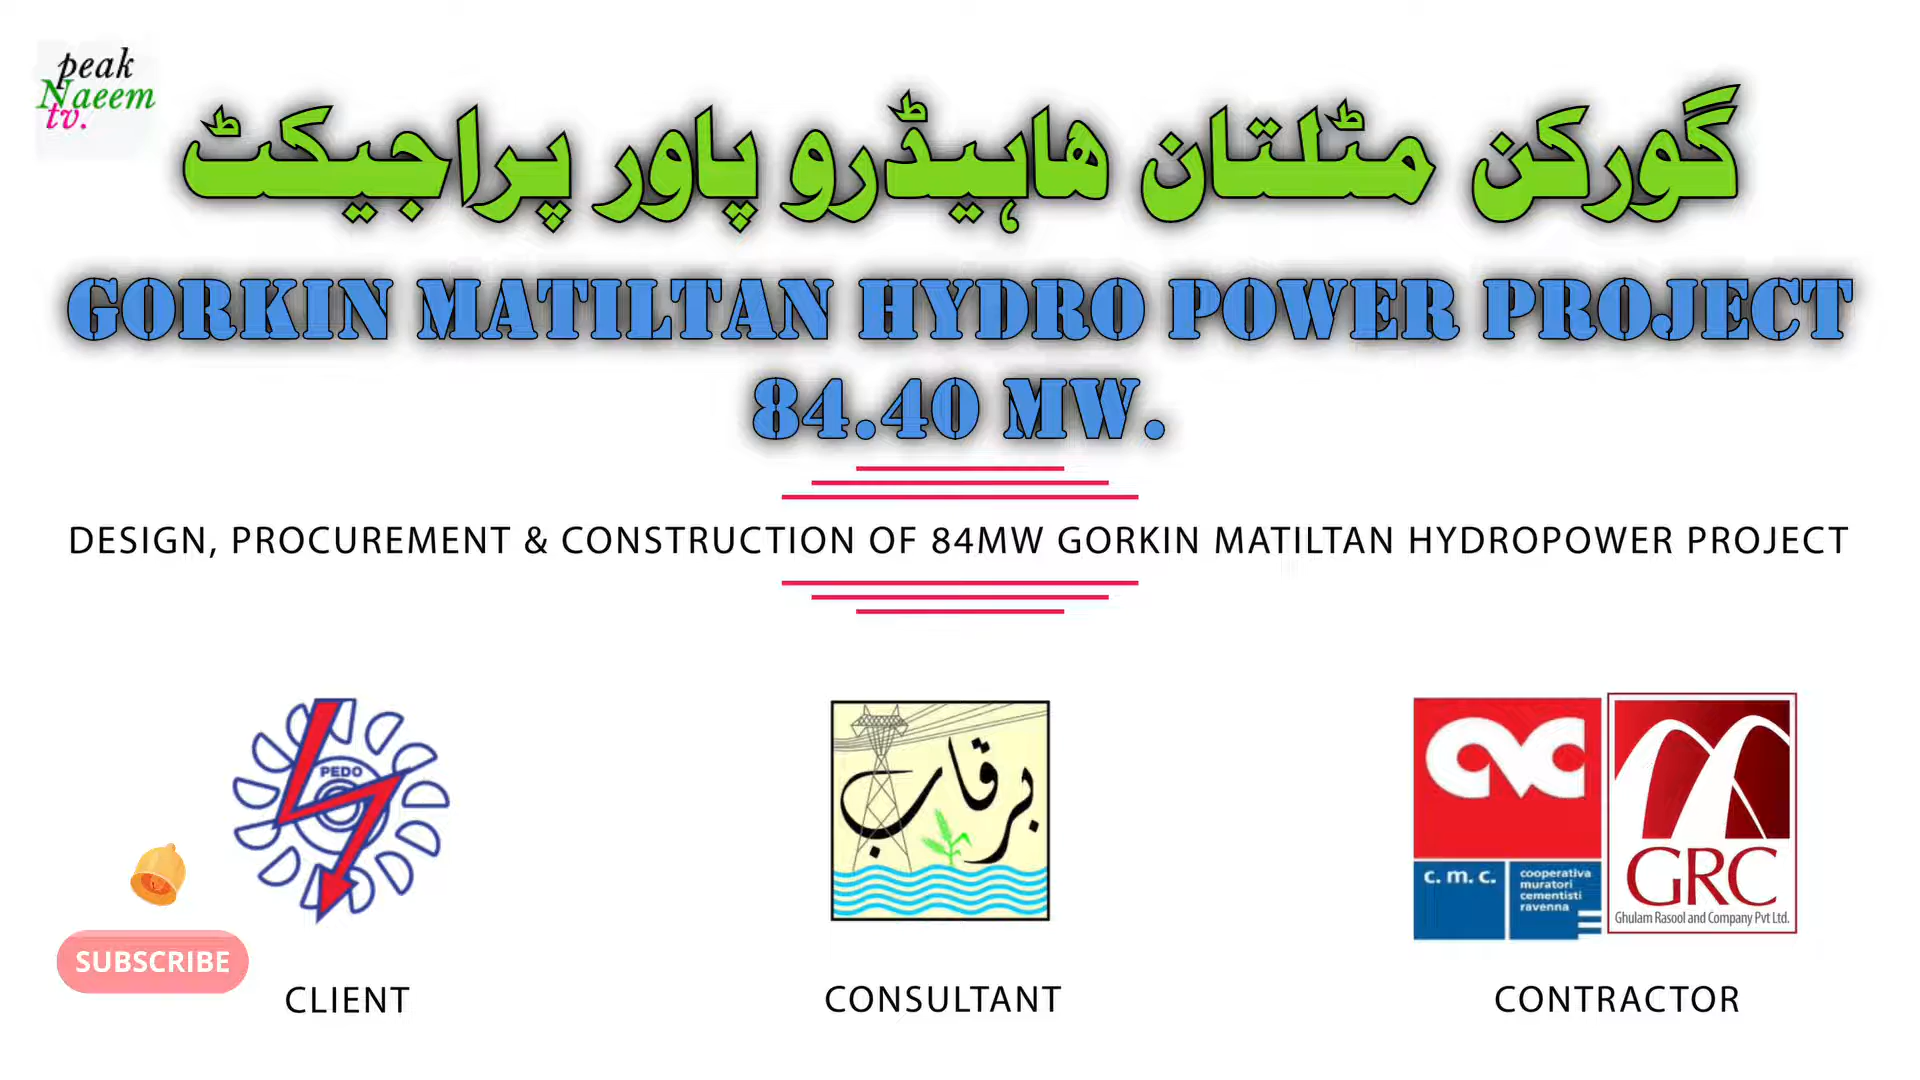 peak
Naeem
tv.
گورکن مٹلتان ھاہیڈرو پاور پراجیکٹ
GORKIN MATILTAN HYDRO POWER PROJECT
84.40 MW.
DESIGN, PROCUREMENT & CONSTRUCTION OF 84MW GORKIN MATILTAN HYDROPOWER PROJECT
PEDO
برقاب
c. m. c.
cooperativa
muratori
cementisti
ravenna
GRC
Ghulam Rasool and Company Pvt Ltd.
SUBSCRIBE
CLIENT
CONSULTANT
CONTRACTOR